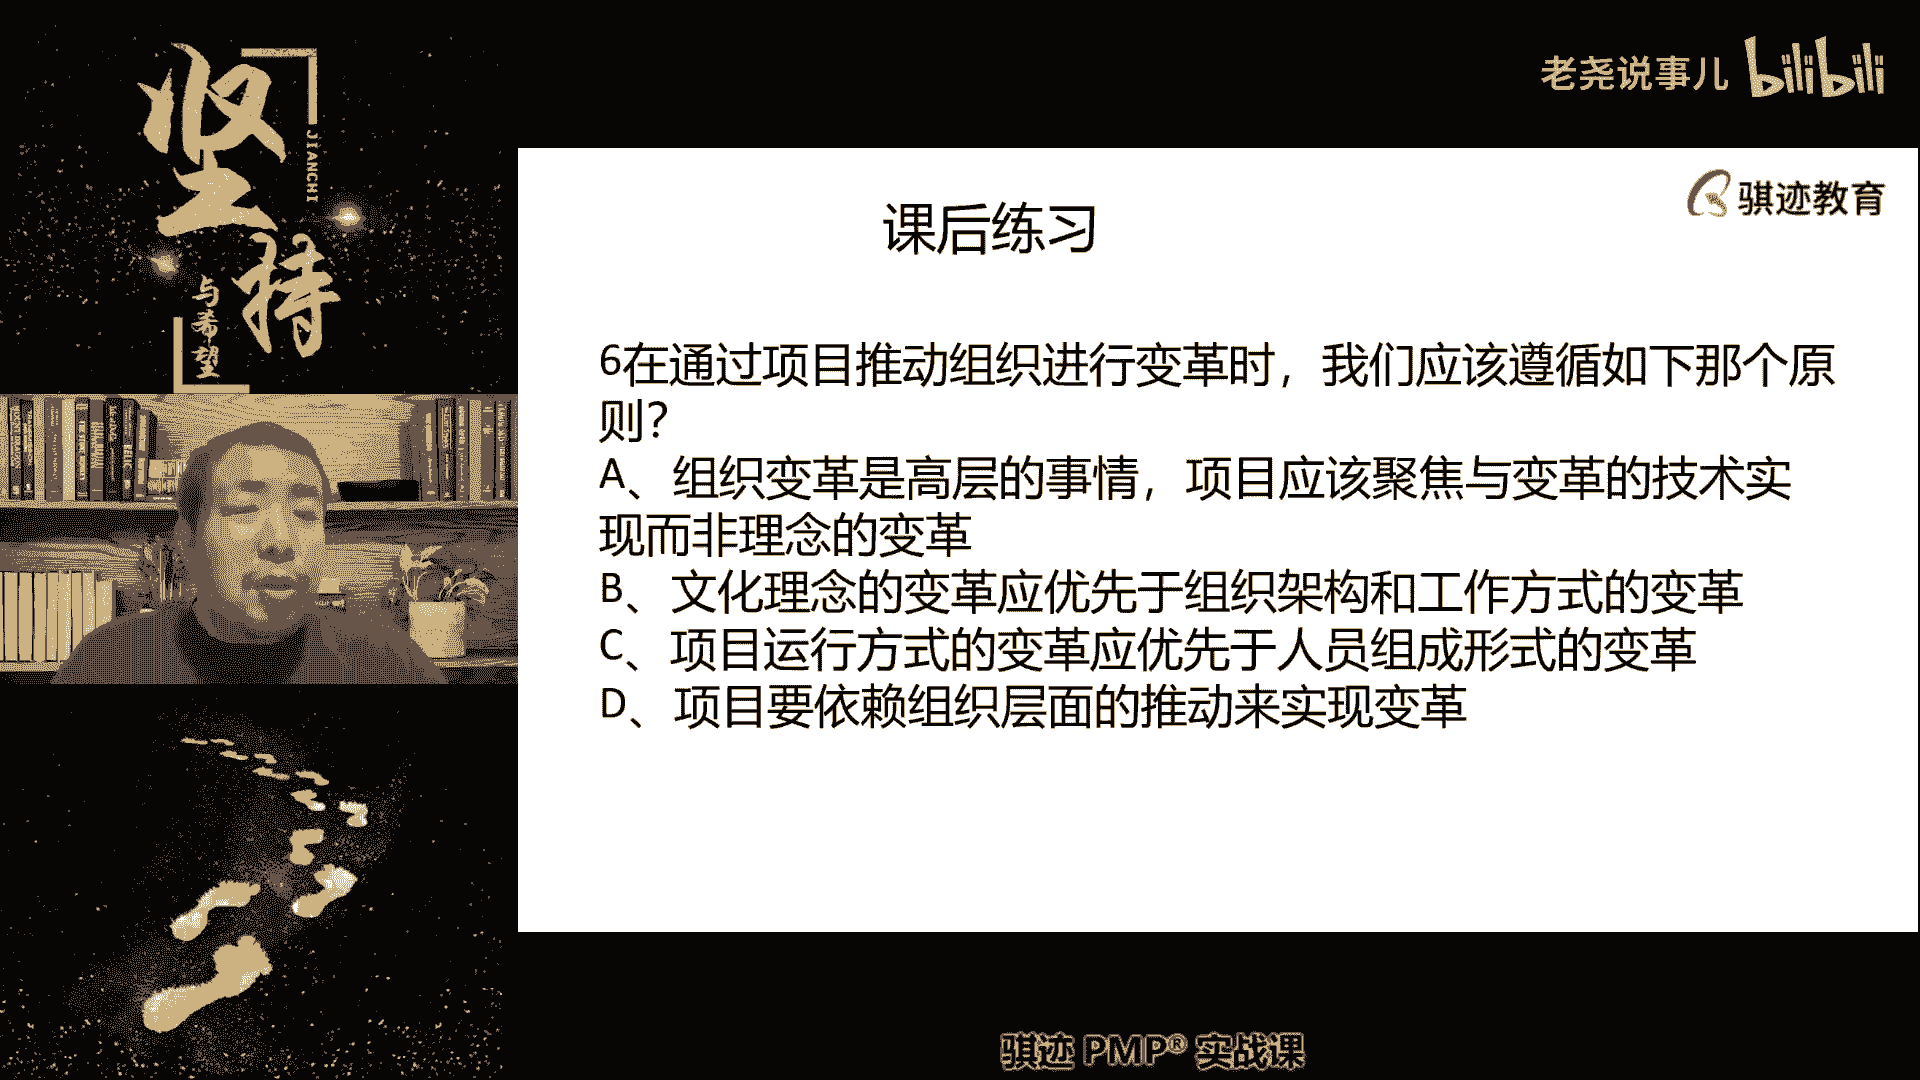 坚持
JIANCHI
与希望
老尧说事儿 bilibili
骐迹教育
课后练习
6在通过项目推动组织进行变革时，我们应该遵循如下那个原
则？
A、组织变革是高层的事情，项目应该聚焦与变革的技术实
现而非理念的变革
B、文化理念的变革应优先于组织架构和工作方式的变革
C、项目运行方式的变革应优先于人员组成形式的变革
D、项目要依赖组织层面的推动来实现变革
骐迹 PMP® 实战课